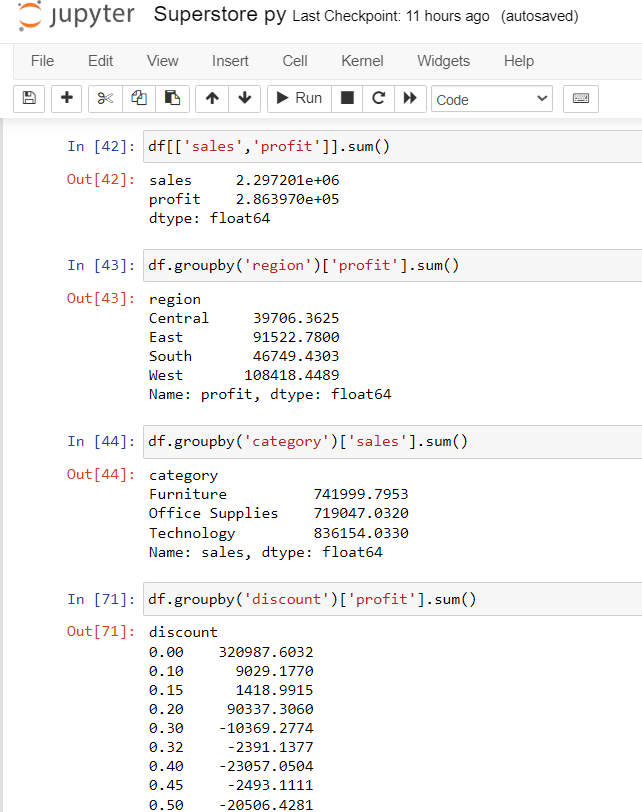 jupyter Superstore py Last Checkpoint: 11 hours ago (autosaved)
File Edit View Insert Cell Kernel Widgets Help
Run Code
In [42]: df[['sales','profit']].sum()
Out[42]: sales 2.297201e+06
profit 2.863970e+05
dtype: float64
In [43]: df.groupby('region')['profit'].sum()
Out[43]: region
Central 39706.3625
East 91522.7800
South 46749.4303
West 108418.4489
Name: profit, dtype: float64
In [44]: df.groupby('category')['sales'].sum()
Out[44]: category
Furniture 741999.7953
Office Supplies 719047.0320
Technology 836154.0330
Name: sales, dtype: float64
In [71]: df.groupby('discount')['profit'].sum()
Out[71]: discount
0.00 320987.6032
0.10 9029.1770
0.15 1418.9915
0.20 90337.3060
0.30 -10369.2774
0.32 -2391.1377
0.40 -23057.0504
0.45 -2493.1111
0.50 -20506.4281